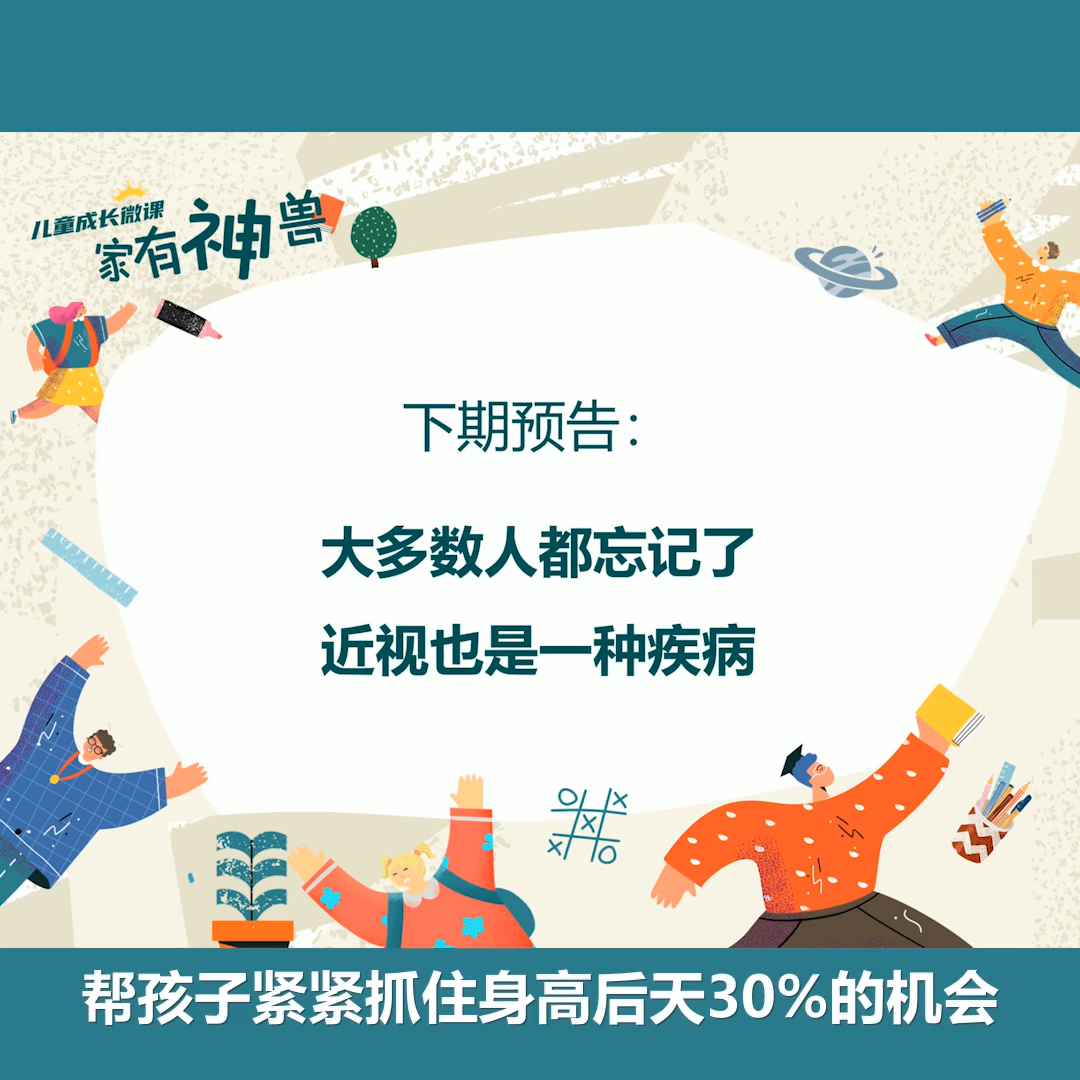 儿童成长微课
家有神兽
下期预告：
大多数人都忘记了
近视也是一种疾病
帮孩子紧紧抓住身高后天30%的机会